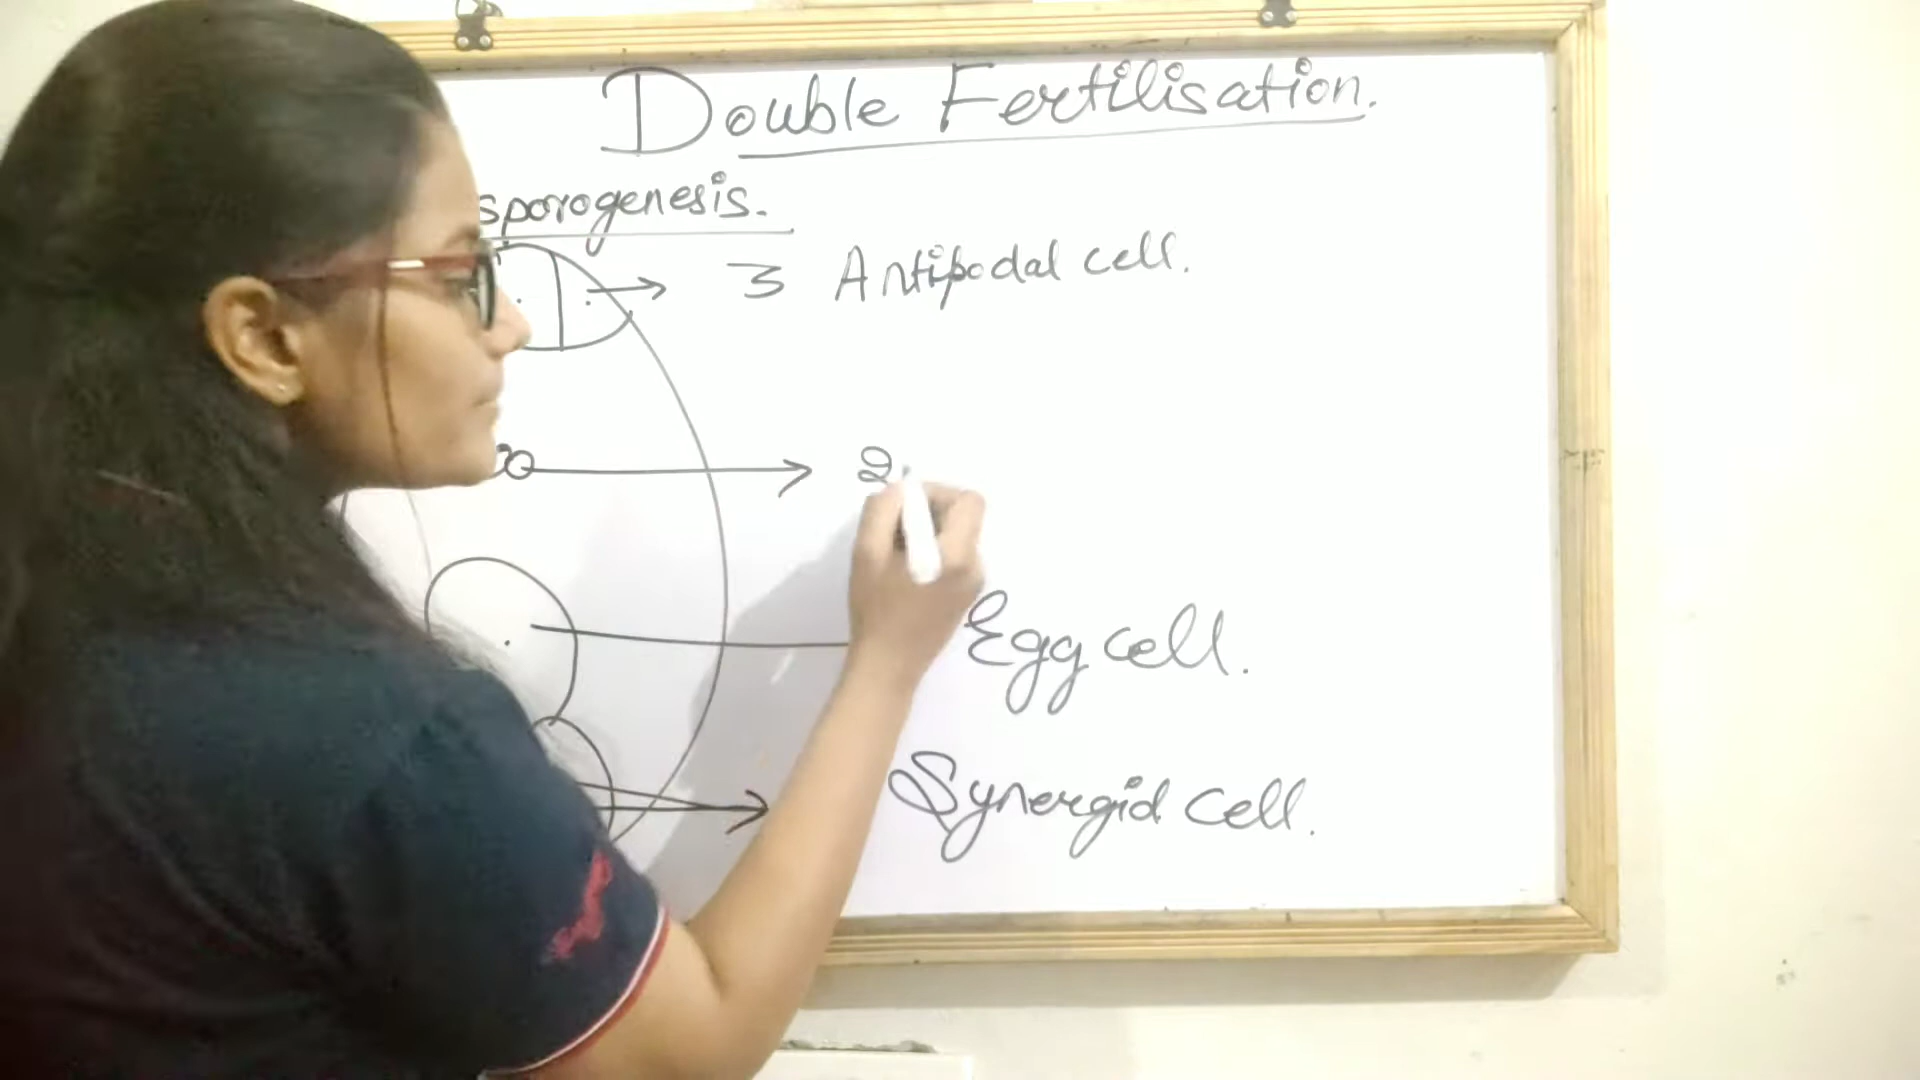 Double Fertilisation.
sporogenesis.
3 Antipodal cell.
2
Egg cell.
Synergid cell.